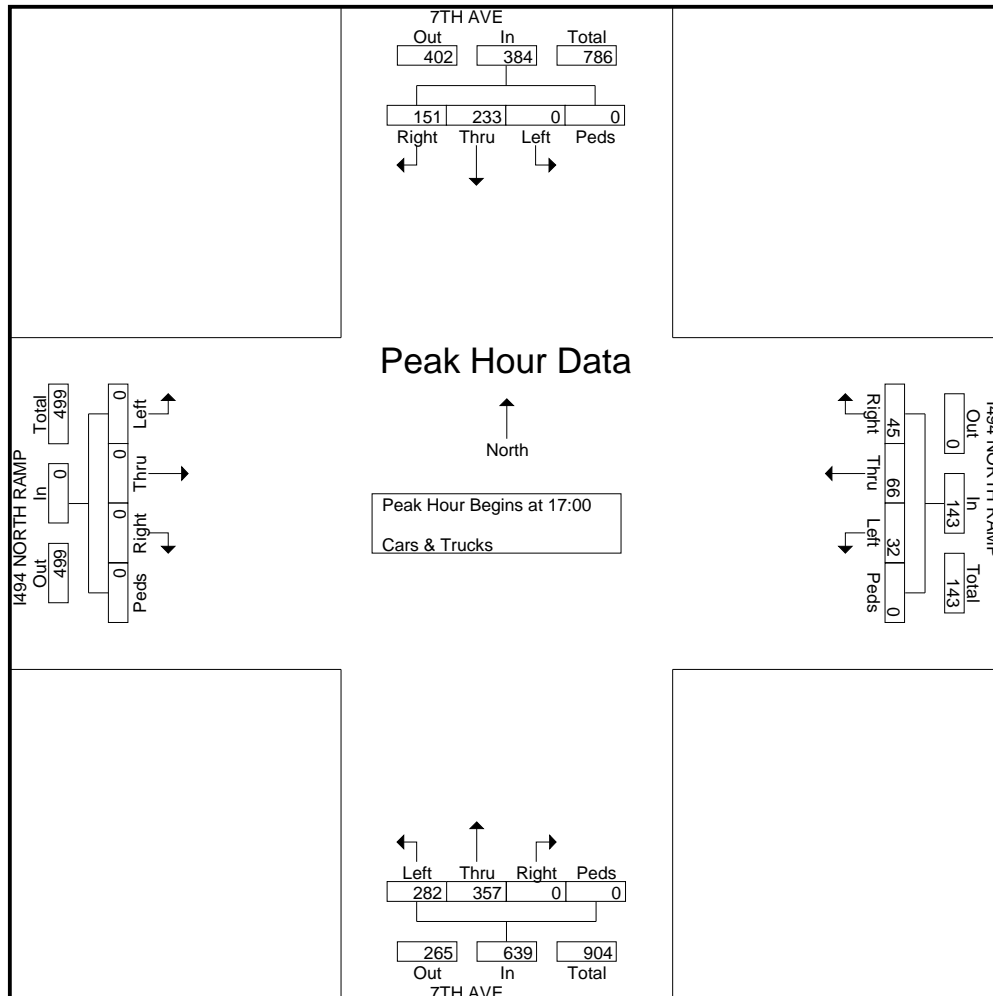 7TH AVE
Out In Total
402 384 786
151 233 0 0
Right Thru Left Peds
Peak Hour Data
North
Peak Hour Begins at 17:00
Cars & Trucks
I494 NORTH RAMP
Out In Total
499 0 499
0 0 0 0
Left Thru Right Peds
I494 NORTH RAMP
Out In Total
0 143 143
45 66 32 0
Right Thru Left Peds
Left Thru Right Peds
282 357 0 0
265 639 904
Out In Total
7TH AVE